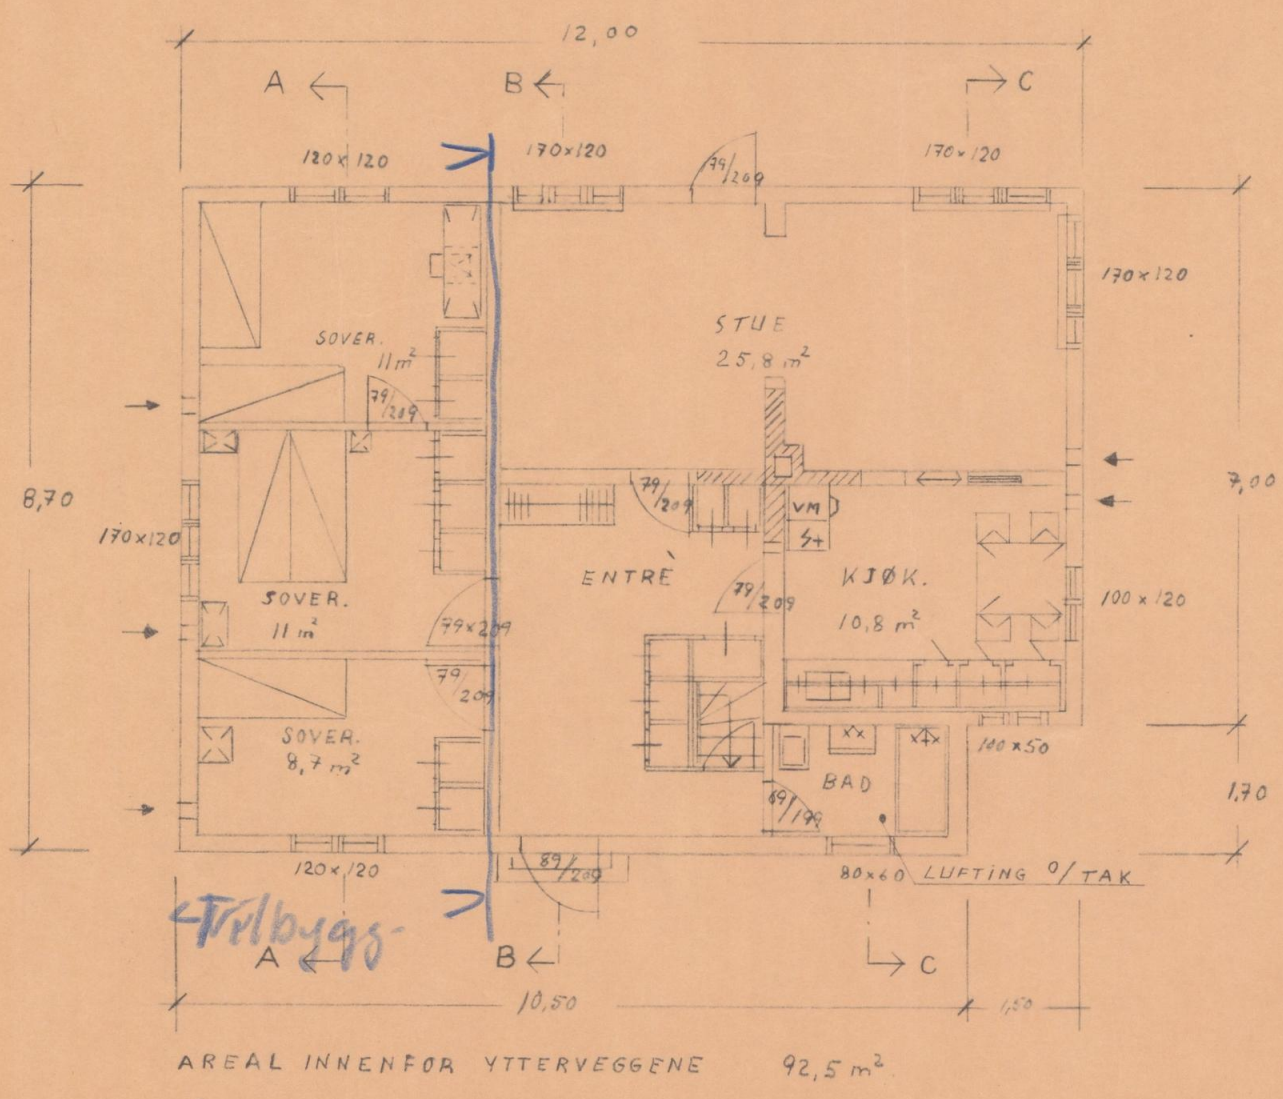 12,00
A B C
120x120 170x120 79/209 170x120
170x120
STUE
25,8 m²
SOVER.
11 m²
79/209
8,70
7,00
79/209
VM
170x120
ENTRÈ
KJØK.
10,8 m²
79/209
100x120
SOVER.
11 m²
79x209
79/209
SOVER.
8,7 m²
100x50
BAD
69/199
1,70
89/209
120x120
80x60 LUFTING O/TAK
Tilbygg
A B C
10,50 1,50
AREAL INNENFOR YTTERVEGGENE 92,5 m².